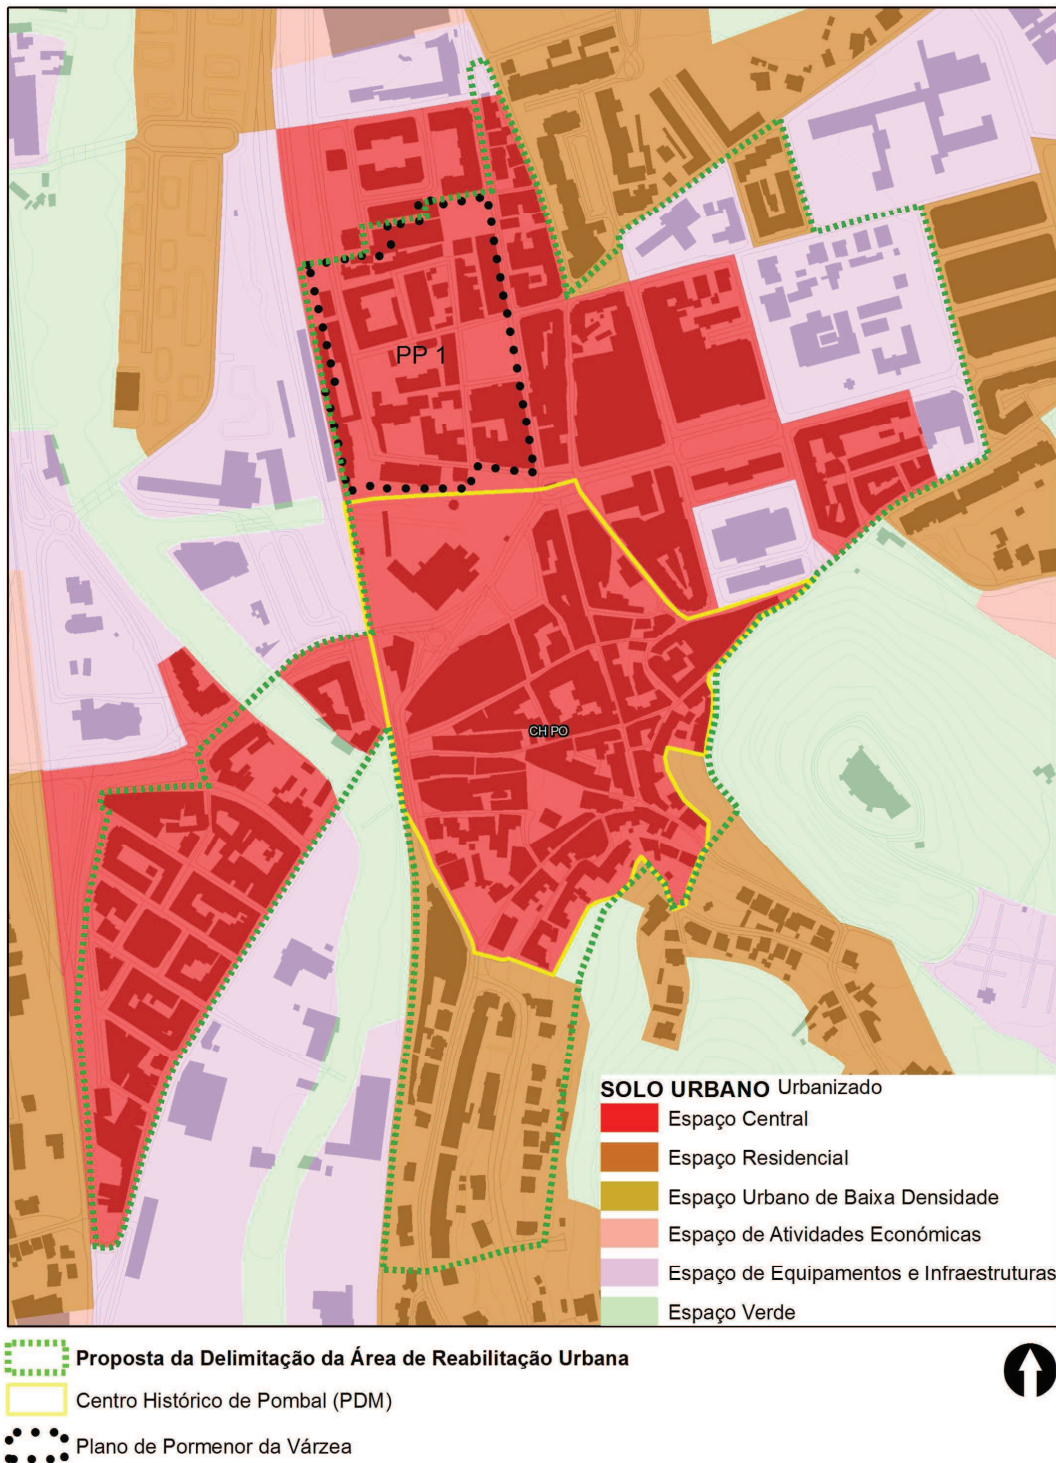 PP 1
CH PO
SOLO URBANO Urbanizado
Espaço Central
Espaço Residencial
Espaço Urbano de Baixa Densidade
Espaço de Atividades Económicas
Espaço de Equipamentos e Infraestruturas
Espaço Verde
Proposta da Delimitação da Área de Reabilitação Urbana
Centro Histórico de Pombal (PDM)
Plano de Pormenor da Várzea